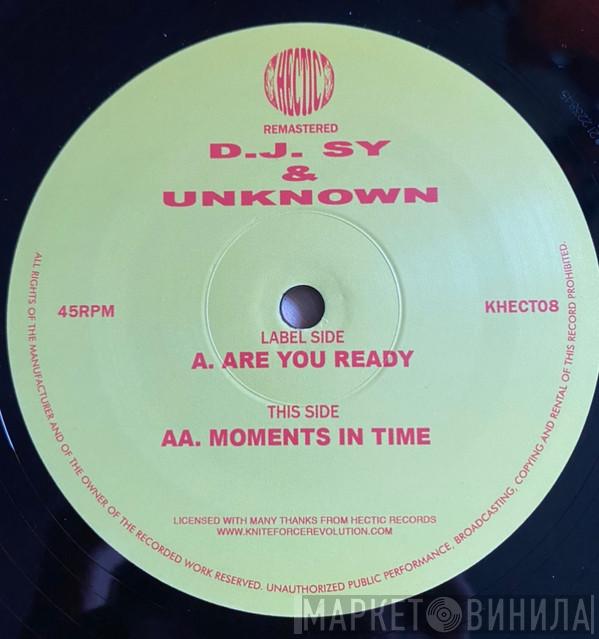 HECTIC
REMASTERED
D.J. SY
&
UNKNOWN
45RPM
KHECT08
LABEL SIDE
A. ARE YOU READY
THIS SIDE
AA. MOMENTS IN TIME
LICENSED WITH MANY THANKS FROM HECTIC RECORDS
WWW.KNITEFORCEREVOLUTION.COM
ALL RIGHTS OF THE MANUFACTURER AND OF THE OWNER OF THE RECORDED WORK RESERVED. UNAUTHORIZED PUBLIC PERFORMANCE, BROADCASTING, COPYING AND RENTAL OF THIS RECORD PROHIBITED.
МАРКЕТ ВИНИЛА